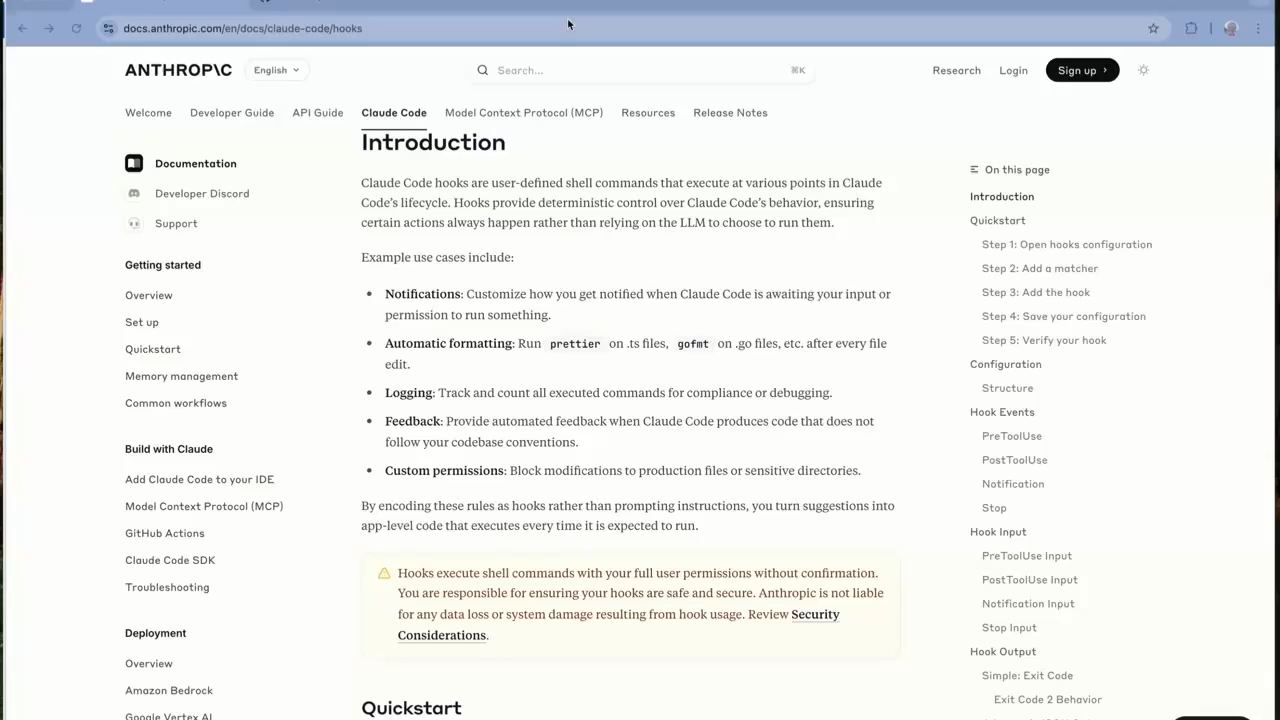 docs.anthropic.com/en/docs/claude-code/hooks
ANTHROP\C
English
Search...
⌘K
Research
Login
Sign up
Welcome
Developer Guide
API Guide
Claude Code
Model Context Protocol (MCP)
Resources
Release Notes
Documentation
Developer Discord
Support
Getting started
Overview
Set up
Quickstart
Memory management
Common workflows
Build with Claude
Add Claude Code to your IDE
Model Context Protocol (MCP)
GitHub Actions
Claude Code SDK
Troubleshooting
Deployment
Overview
Amazon Bedrock
Google Vertex AI
Introduction
Claude Code hooks are user-defined shell commands that execute at various points in Claude
Code's lifecycle. Hooks provide deterministic control over Claude Code's behavior, ensuring
certain actions always happen rather than relying on the LLM to choose to run them.
Example use cases include:
• Notifications: Customize how you get notified when Claude Code is awaiting your input or
permission to run something.
• Automatic formatting: Run prettier on .ts files, gofmt on .go files, etc. after every file
edit.
• Logging: Track and count all executed commands for compliance or debugging.
• Feedback: Provide automated feedback when Claude Code produces code that does not
follow your codebase conventions.
• Custom permissions: Block modifications to production files or sensitive directories.
By encoding these rules as hooks rather than prompting instructions, you turn suggestions into
app-level code that executes every time it is expected to run.
Hooks execute shell commands with your full user permissions without confirmation.
You are responsible for ensuring your hooks are safe and secure. Anthropic is not liable
for any data loss or system damage resulting from hook usage. Review Security
Considerations.
Quickstart
On this page
Introduction
Quickstart
Step 1: Open hooks configuration
Step 2: Add a matcher
Step 3: Add the hook
Step 4: Save your configuration
Step 5: Verify your hook
Configuration
Structure
Hook Events
PreToolUse
PostToolUse
Notification
Stop
Hook Input
PreToolUse Input
PostToolUse Input
Notification Input
Stop Input
Hook Output
Simple: Exit Code
Exit Code 2 Behavior